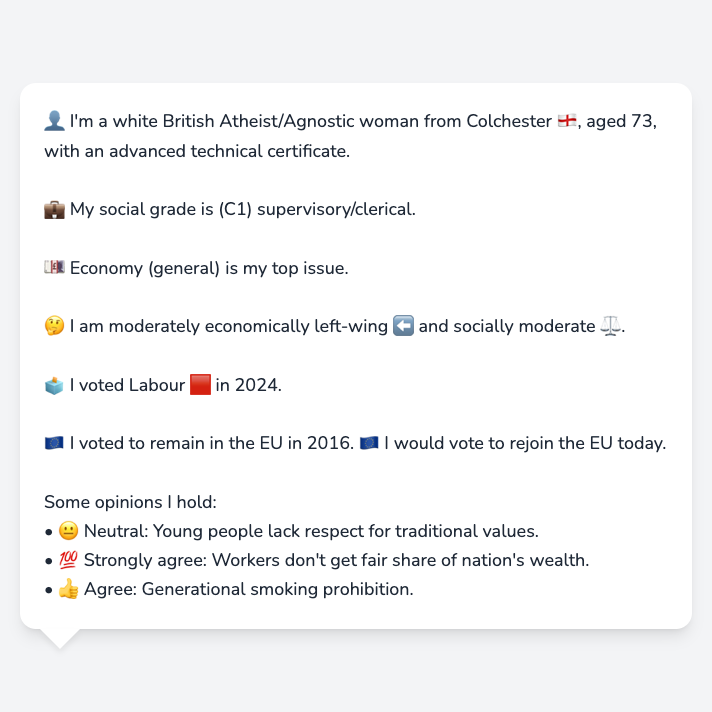 👤 I'm a white British Atheist/Agnostic woman from Colchester 🏴󠁧󠁢󠁥󠁮󠁧󠁿, aged 73,
with an advanced technical certificate.
💼 My social grade is (C1) supervisory/clerical.
💷 Economy (general) is my top issue.
🤔 I am moderately economically left-wing ⬅️ and socially moderate ⚖️.
🗳️ I voted Labour 🟥 in 2024.
🇪🇺 I voted to remain in the EU in 2016. 🇪🇺 I would vote to rejoin the EU today.
Some opinions I hold:
• 😐 Neutral: Young people lack respect for traditional values.
• 💯 Strongly agree: Workers don't get fair share of nation's wealth.
• 👍 Agree: Generational smoking prohibition.